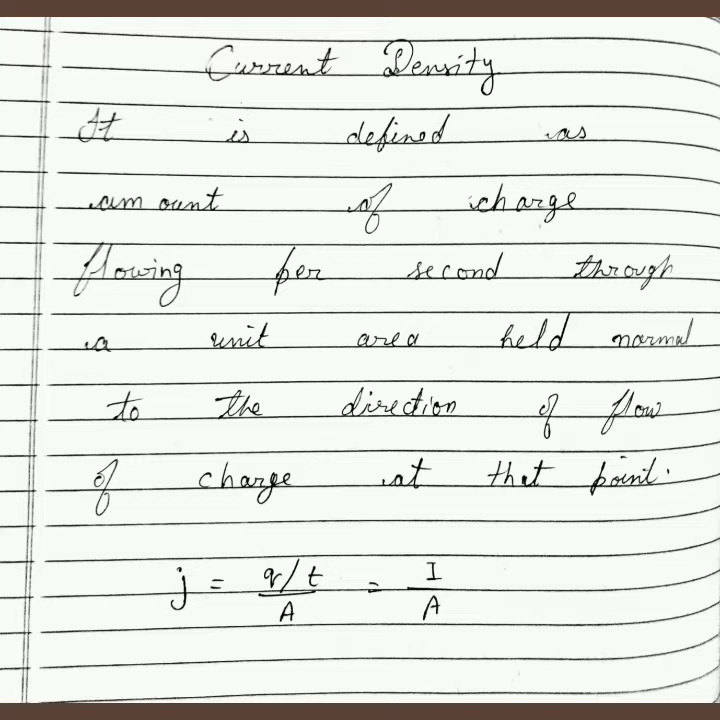 Current Density
It is defined as
amount of charge
flowing per second through
a unit area held normal
to the direction of flow
of charge at that point.
j = q/t / A = I / A